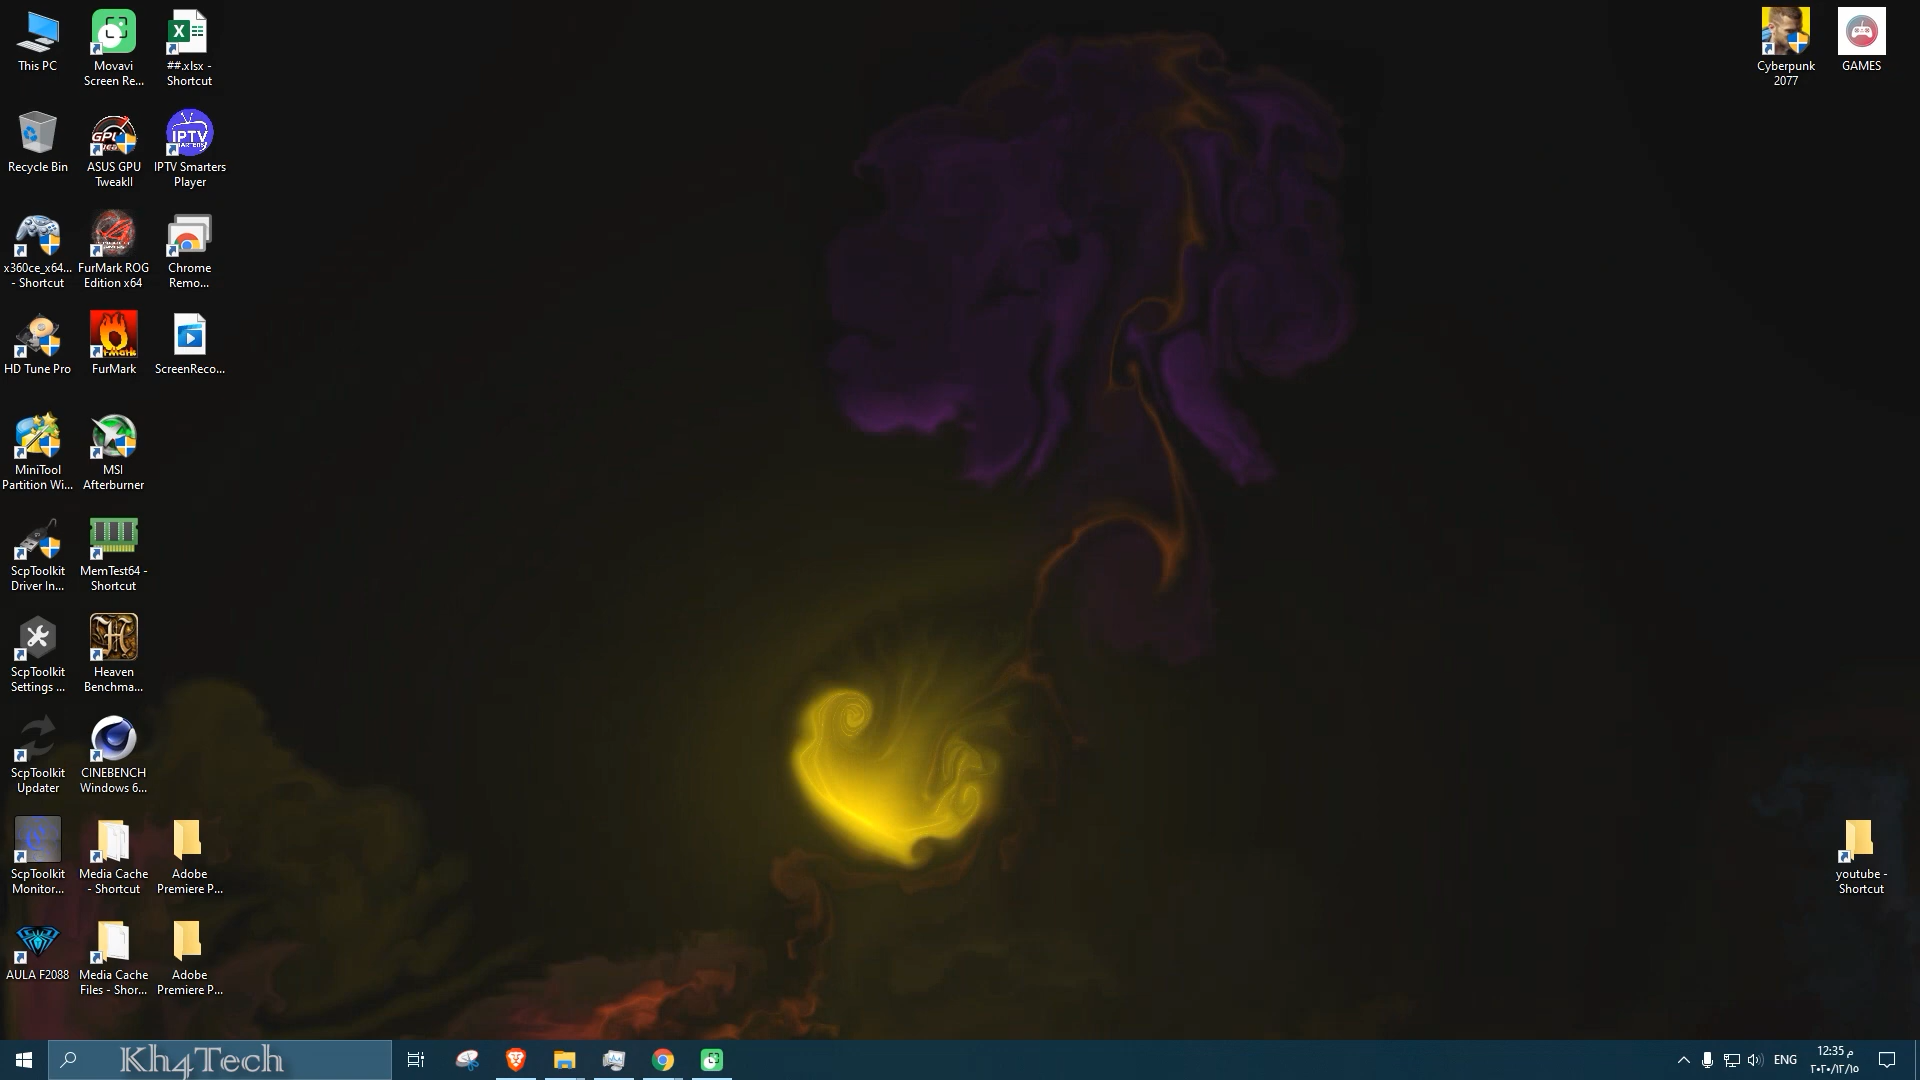 This PC
Movavi
Screen Re...
##.xlsx -
Shortcut
Cyberpunk
2077
GAMES
Recycle Bin
ASUS GPU
TweakII
IPTV
IPTV Smarters
Player
x360ce_x64...
- Shortcut
FurMark ROG
Edition x64
Chrome
Remo...
HD Tune Pro
FurMark
ScreenReco...
MiniTool
Partition Wi...
MSI
Afterburner
ScpToolkit
Driver In...
MemTest64 -
Shortcut
ScpToolkit
Settings ...
Heaven
Benchma...
ScpToolkit
Updater
CINEBENCH
Windows 6...
ScpToolkit
Monitor...
Media Cache
- Shortcut
Adobe
Premiere P...
youtube -
Shortcut
AULA F2088
Media Cache
Files - Shor...
Adobe
Premiere P...
Kh4Tech
ENG
12:35 م
٢٠٢٠/١٢/١٥